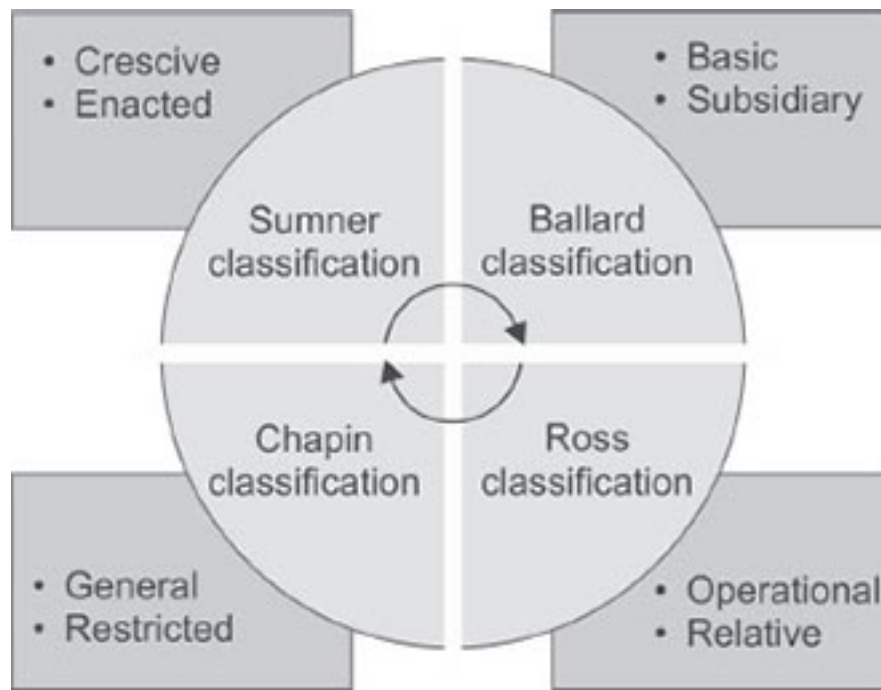 • Crescive
• Enacted
• Basic
• Subsidiary
Sumner
classification
Ballard
classification
Chapin
classification
Ross
classification
• General
• Restricted
• Operational
• Relative